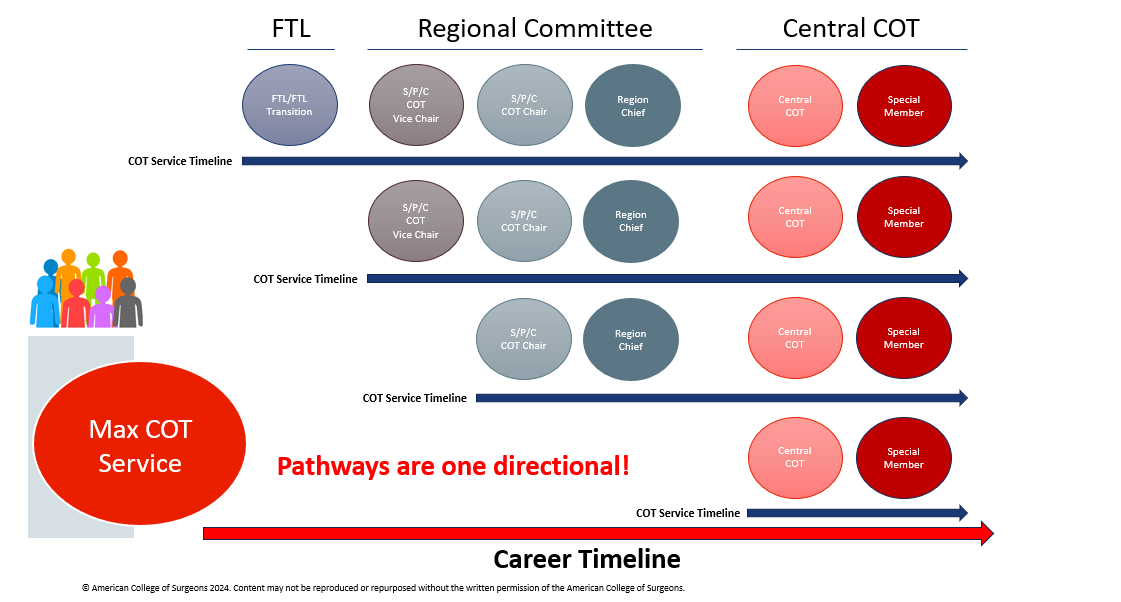 FTL
Regional Committee
Central COT
FTL/FTL
Transition
S/P/C
COT
Vice Chair
S/P/C
COT Chair
Region
Chief
Central
COT
Special
Member
COT Service Timeline
S/P/C
COT
Vice Chair
S/P/C
COT Chair
Region
Chief
Central
COT
Special
Member
COT Service Timeline
S/P/C
COT Chair
Region
Chief
Central
COT
Special
Member
COT Service Timeline
Max COT
Service
Pathways are one directional!
Central
COT
Special
Member
COT Service Timeline
Career Timeline
© American College of Surgeons 2024. Content may not be reproduced or repurposed without the written permission of the American College of Surgeons.